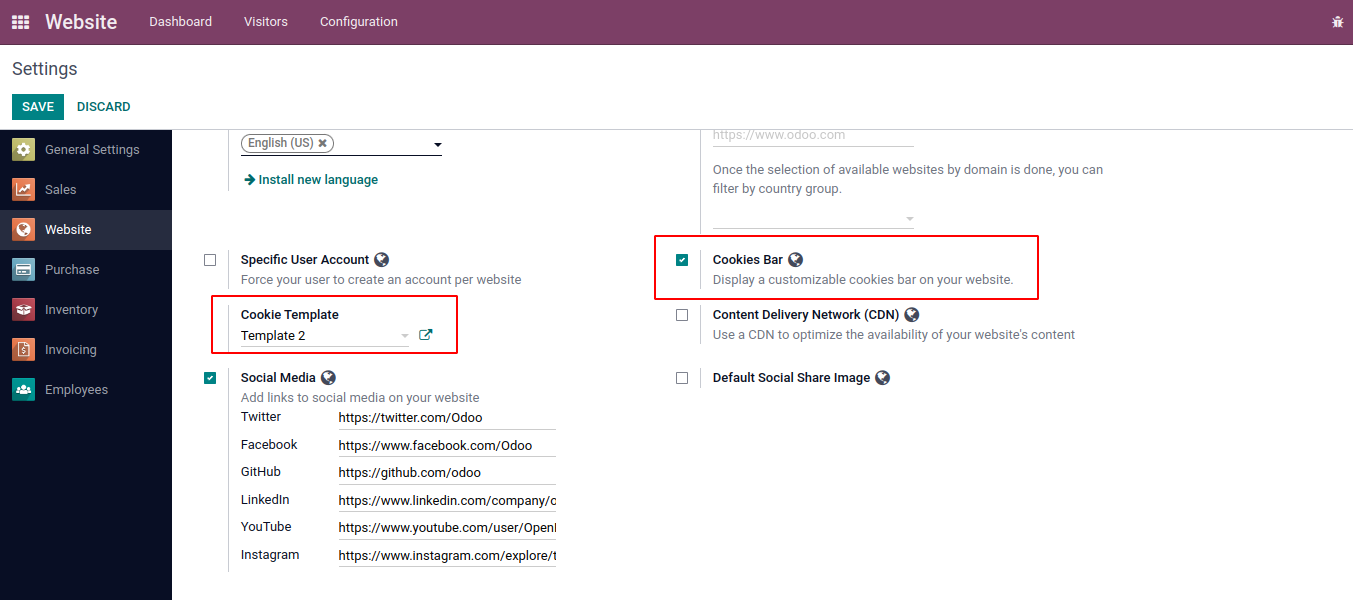 Website Dashboard Visitors Configuration
Settings
SAVE DISCARD
General Settings
Sales
Website
Purchase
Inventory
Invoicing
Employees
English (US)
Install new language
https://www.odoo.com
Once the selection of available websites by domain is done, you can
filter by country group.
Specific User Account
Force your user to create an account per website
Cookies Bar
Display a customizable cookies bar on your website.
Cookie Template
Template 2
Content Delivery Network (CDN)
Use a CDN to optimize the availability of your website's content
Social Media
Add links to social media on your website
Twitter https://twitter.com/Odoo
Facebook https://www.facebook.com/Odoo
GitHub https://github.com/odoo
LinkedIn https://www.linkedin.com/company/o
YouTube https://www.youtube.com/user/Open
Instagram https://www.instagram.com/explore/t
Default Social Share Image